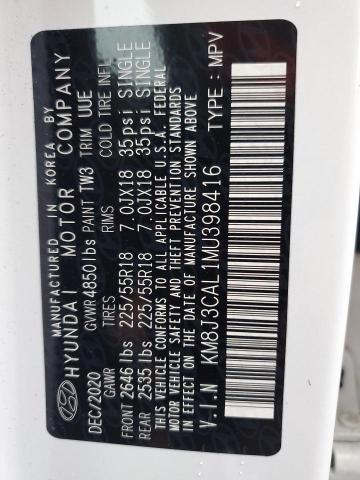 MANUFACTURED IN KOREA BY
HYUNDAI MOTOR COMPANY
DEC/2020 GVWR 4850lbs PAINT TW3 TRIM UUE
GAWR TIRES RIMS COLD TIRE INFL
FRONT 2646 lbs 225/55R18 7.0JX18 35psi SINGLE
REAR 2535 lbs 225/55R18 7.0JX18 35psi SINGLE
THIS VEHICLE CONFORMS TO ALL APPLICABLE U.S.A. FEDERAL
MOTOR VEHICLE SAFETY AND THEFT PREVENTION STANDARDS
IN EFFECT ON THE DATE OF MANUFACTURE SHOWN ABOVE
V.I.N KM8J3CAL1MU398416 TYPE : MPV